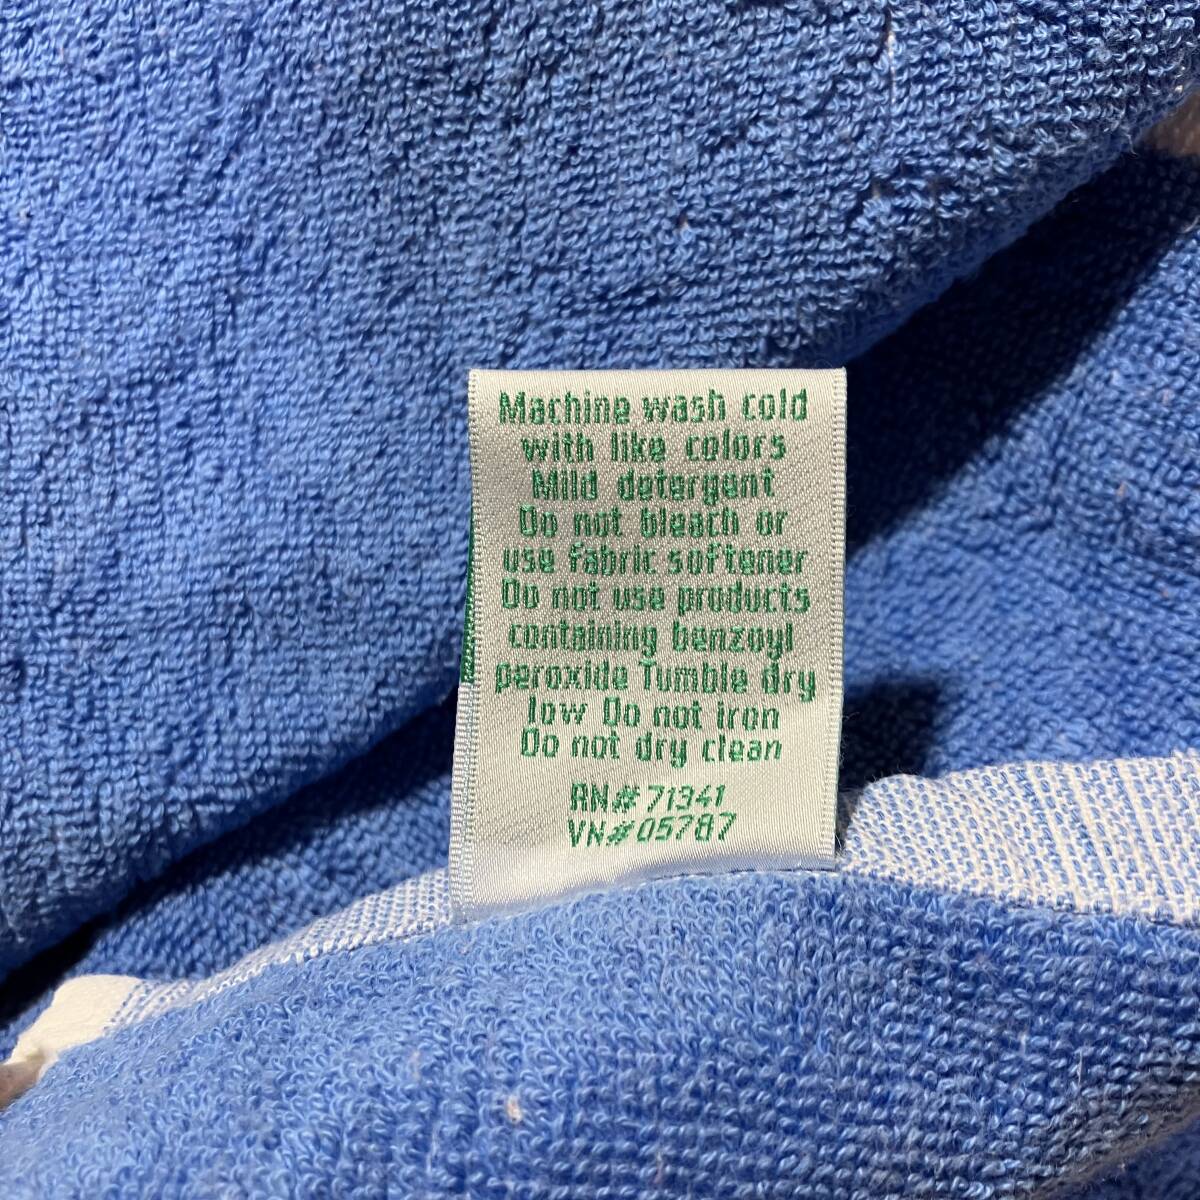 Machine wash cold
with like colors
Mild detergent
Do not bleach or
use fabric softener
Do not use products
containing benzoyl
peroxide Tumble dry
low Do not iron
Do not dry clean
RN# 71341
VN# 05787